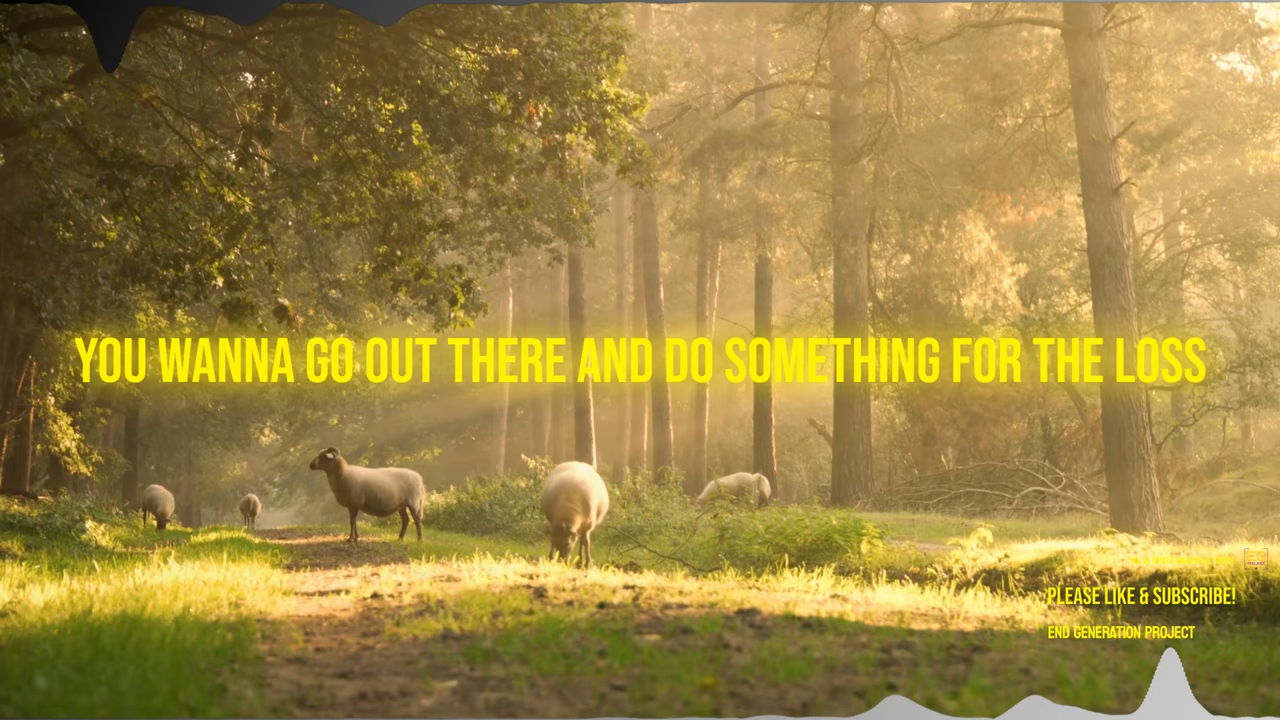 YOU WANNA GO OUT THERE AND DO SOMETHING FOR THE LOSS
PLEASE LIKE & SUBSCRIBE!
END GENERATION PROJECT